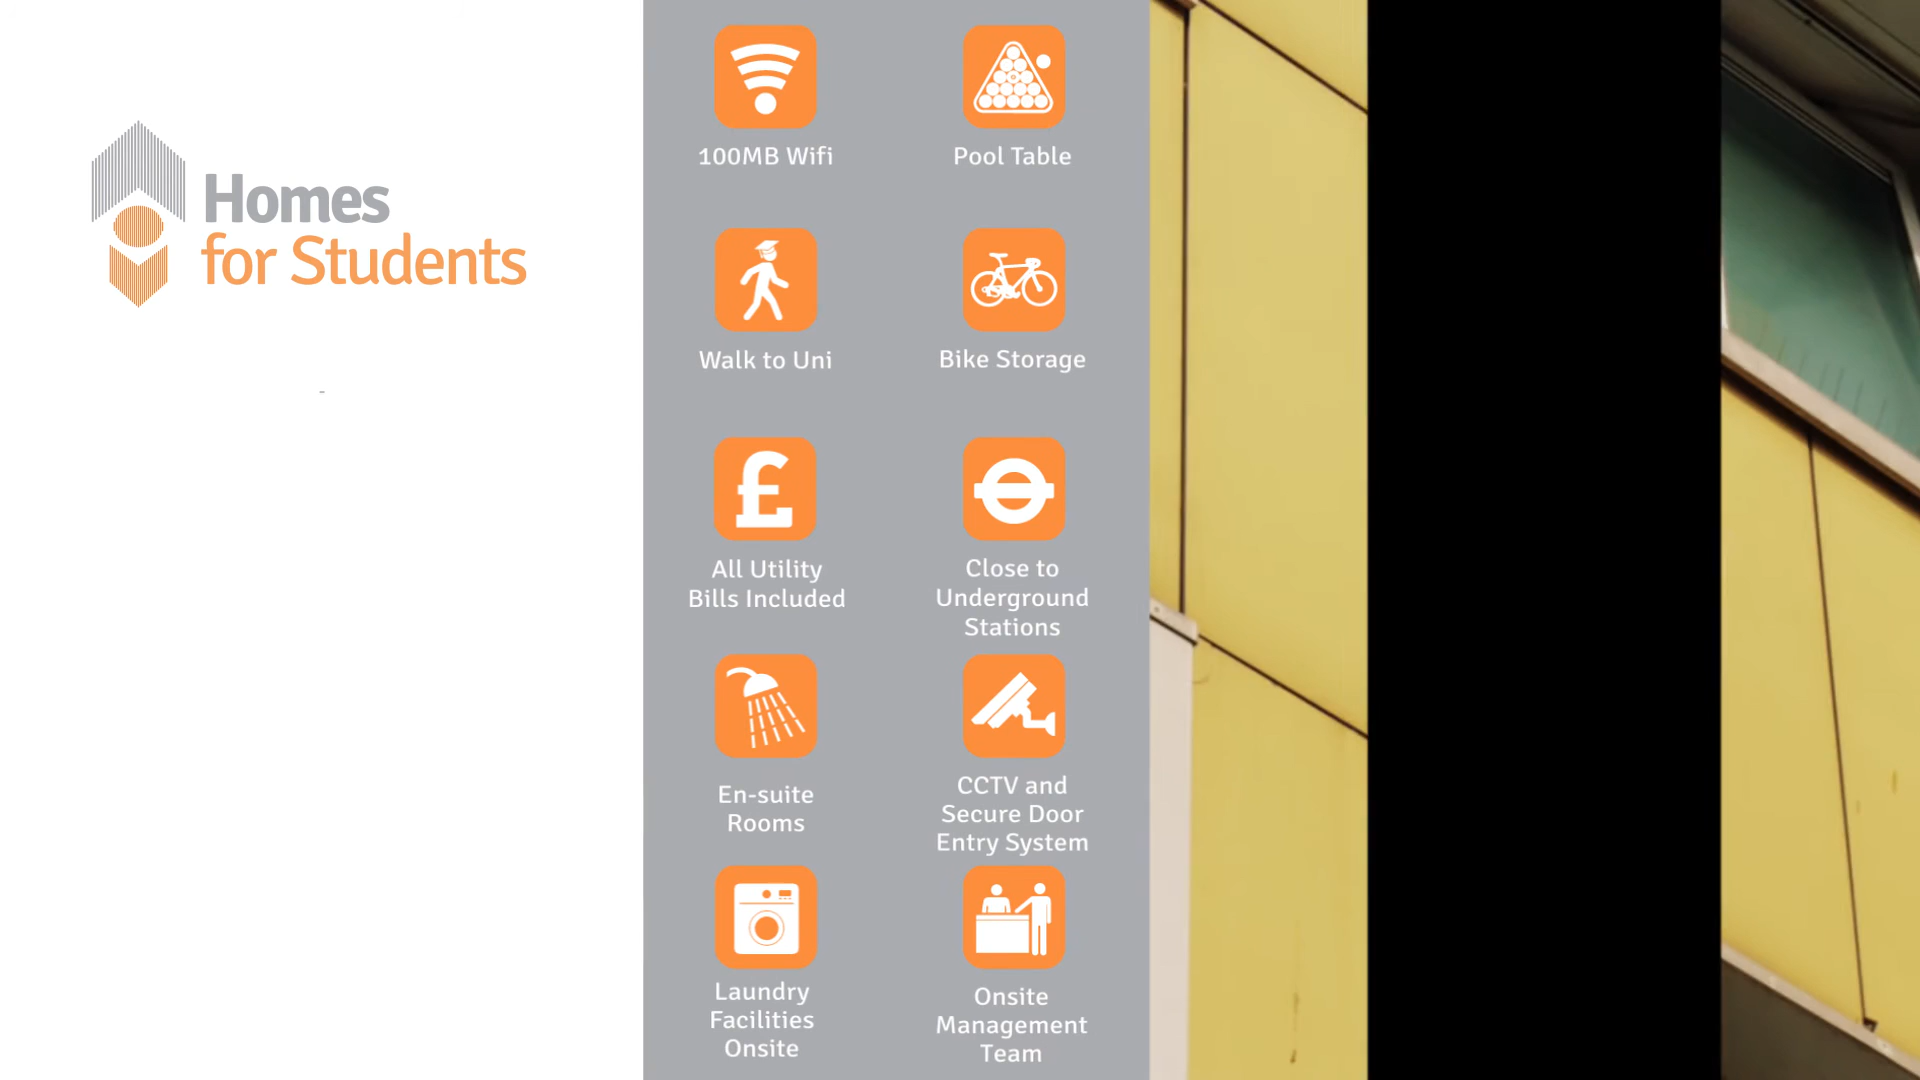 Homes
for Students
-
100MB Wifi
Pool Table
Walk to Uni
Bike Storage
£
All Utility
Bills Included
Close to
Underground
Stations
En-suite
Rooms
CCTV and
Secure Door
Entry System
Laundry
Facilities
Onsite
Onsite
Management
Team